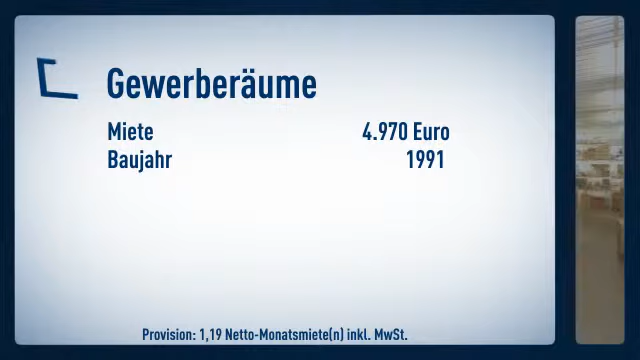 Gewerberäume
Miete 4.970 Euro
Baujahr 1991
Provision: 1,19 Netto-Monatsmiete(n) inkl. MwSt.